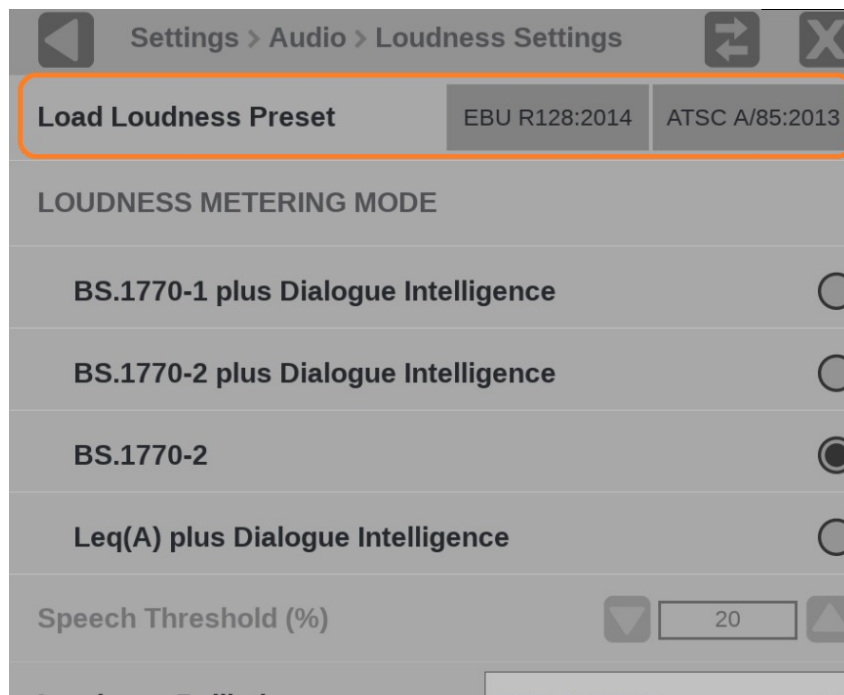 Settings > Audio > Loudness Settings
Load Loudness Preset EBU R128:2014 ATSC A/85:2013
LOUDNESS METERING MODE
BS.1770-1 plus Dialogue Intelligence
BS.1770-2 plus Dialogue Intelligence
BS.1770-2
Leq(A) plus Dialogue Intelligence
Speech Threshold (%) 20